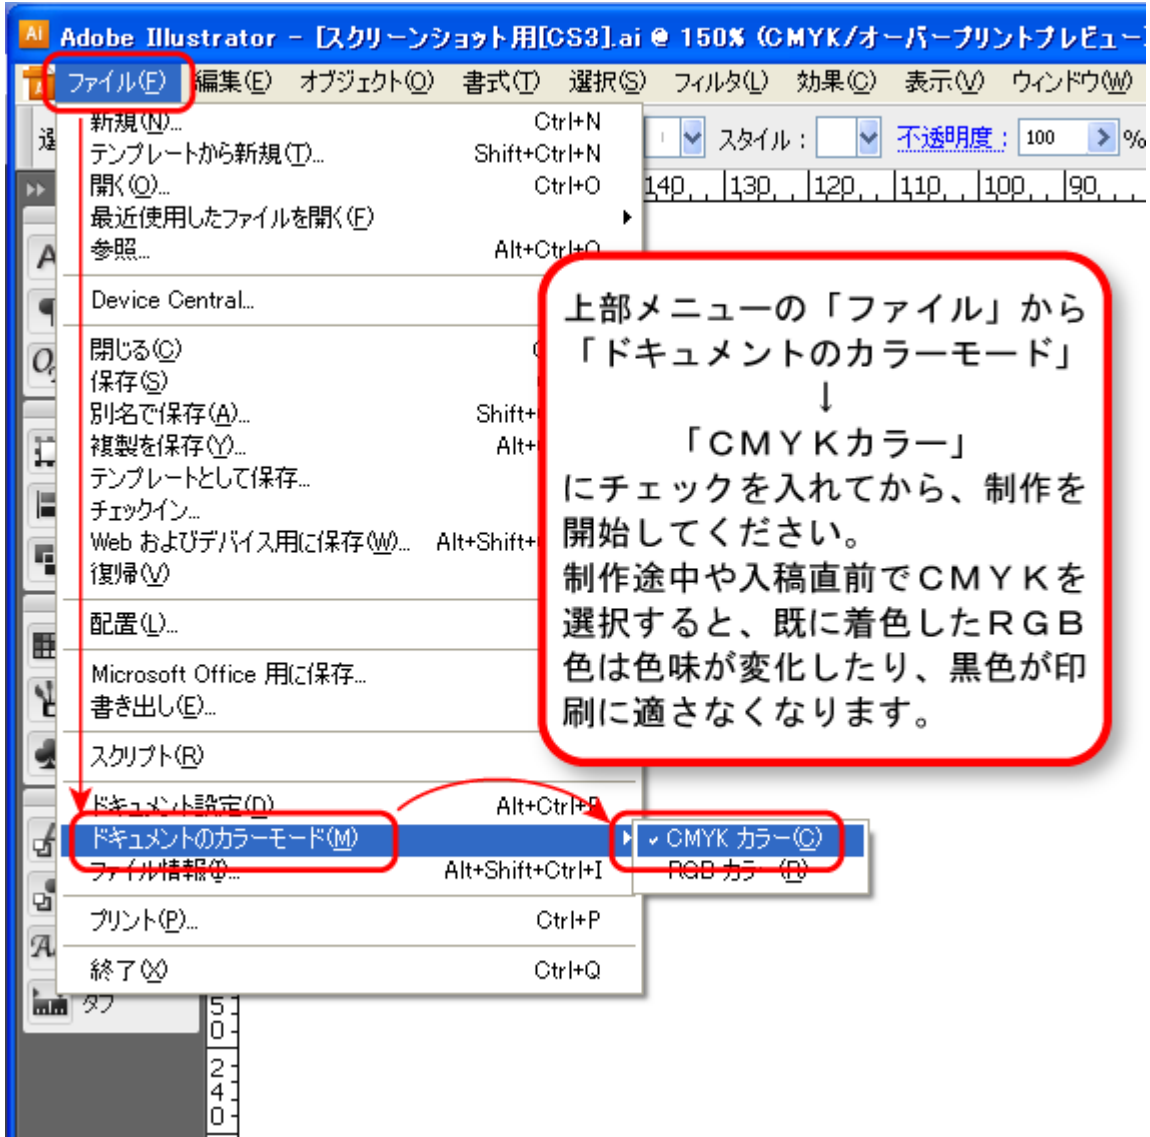 Ai Adobe Illustrator - [スクリーンショット用[CS3].ai @ 150% (CMYK/オーバープリントプレビュー)
ファイル(F) 編集(E) オブジェクト(O) 書式(T) 選択(S) フィルタ(L) 効果(C) 表示(V) ウィンドウ(W)
スタイル : 不透明度 : 100 %
140 130 120 110 100 90
新規(N)... Ctrl+N
テンプレートから新規(T)... Shift+Ctrl+N
開く(O)... Ctrl+O
最近使用したファイルを開く(F)
参照... Alt+Ctrl+O
Device Central...
閉じる(C)
保存(S)
別名で保存(A)... Shift+
複製を保存(Y)... Alt+
テンプレートとして保存...
チェックイン...
Web およびデバイス用に保存(W)... Alt+Shift+
復帰(V)
配置(L)...
Microsoft Office 用に保存...
書き出し(E)...
スクリプト(R)
ドキュメント設定(D)... Alt+Ctrl+P
ドキュメントのカラーモード(M)
ファイル情報(I)... Alt+Shift+Ctrl+I
プリント(P)... Ctrl+P
終了(X) Ctrl+Q
CMYK カラー(C)
RGB カラー(R)
上部メニューの「ファイル」から
「ドキュメントのカラーモード」
↓
「ＣＭＹＫカラー」
にチェックを入れてから、制作を
開始してください。
制作途中や入稿直前でＣＭＹＫを
選択すると、既に着色したＲＧＢ
色は色味が変化したり、黒色が印
刷に適さなくなります。
タブ
50
240